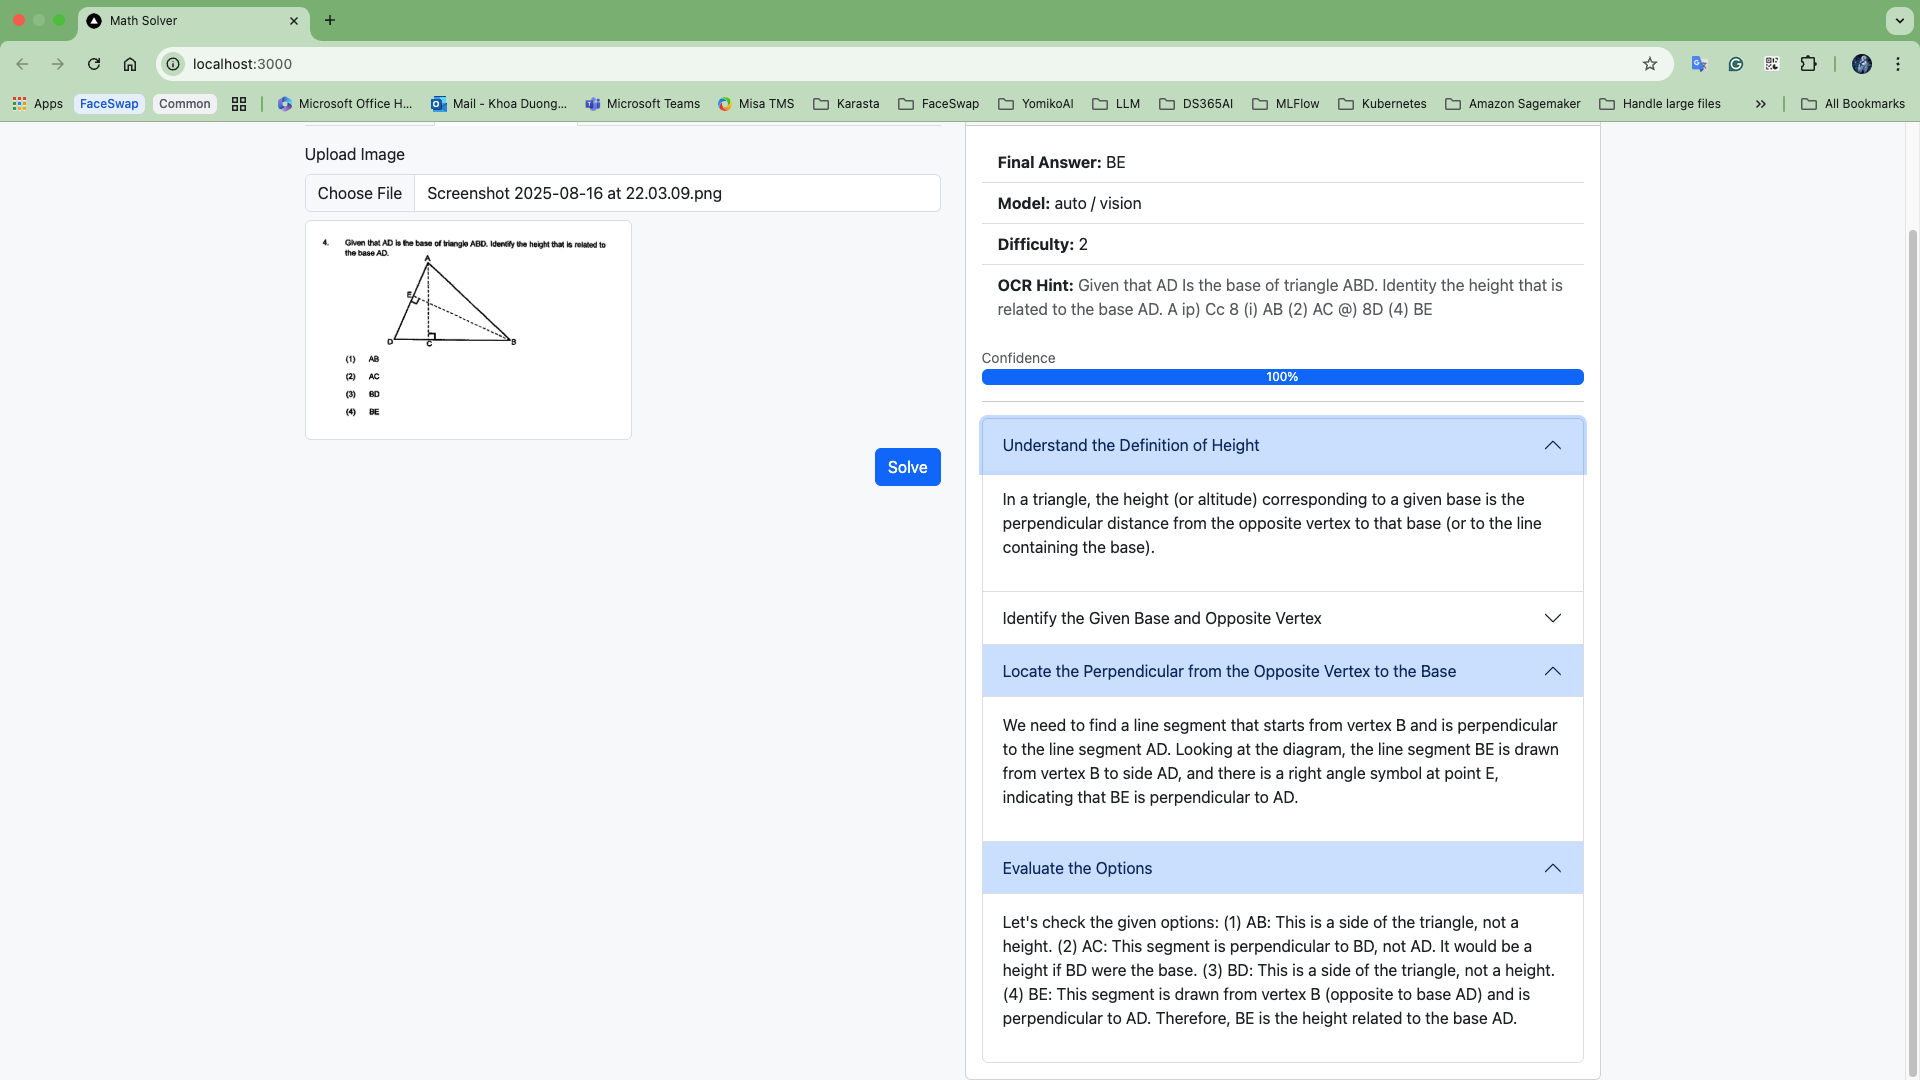 Math Solver
localhost:3000
Apps FaceSwap Common Microsoft Office H... Mail - Khoa Duong... Microsoft Teams Misa TMS Karasta FaceSwap YomikoAI LLM DS365AI MLFlow Kubernetes Amazon Sagemaker Handle large files » All Bookmarks
Upload Image
Choose File Screenshot 2025-08-16 at 22.03.09.png
4. Given that AD is the base of triangle ABD. Identify the height that is related to
the base AD.
A
E
D C B
(1) AB
(2) AC
(3) BD
(4) BE
Solve
Final Answer: BE
Model: auto / vision
Difficulty: 2
OCR Hint: Given that AD Is the base of triangle ABD. Identity the height that is
related to the base AD. A ip) Cc 8 (i) AB (2) AC @) 8D (4) BE
Confidence
100%
Understand the Definition of Height
In a triangle, the height (or altitude) corresponding to a given base is the
perpendicular distance from the opposite vertex to that base (or to the line
containing the base).
Identify the Given Base and Opposite Vertex
Locate the Perpendicular from the Opposite Vertex to the Base
We need to find a line segment that starts from vertex B and is perpendicular
to the line segment AD. Looking at the diagram, the line segment BE is drawn
from vertex B to side AD, and there is a right angle symbol at point E,
indicating that BE is perpendicular to AD.
Evaluate the Options
Let's check the given options: (1) AB: This is a side of the triangle, not a
height. (2) AC: This segment is perpendicular to BD, not AD. It would be a
height if BD were the base. (3) BD: This is a side of the triangle, not a height.
(4) BE: This segment is drawn from vertex B (opposite to base AD) and is
perpendicular to AD. Therefore, BE is the height related to the base AD.